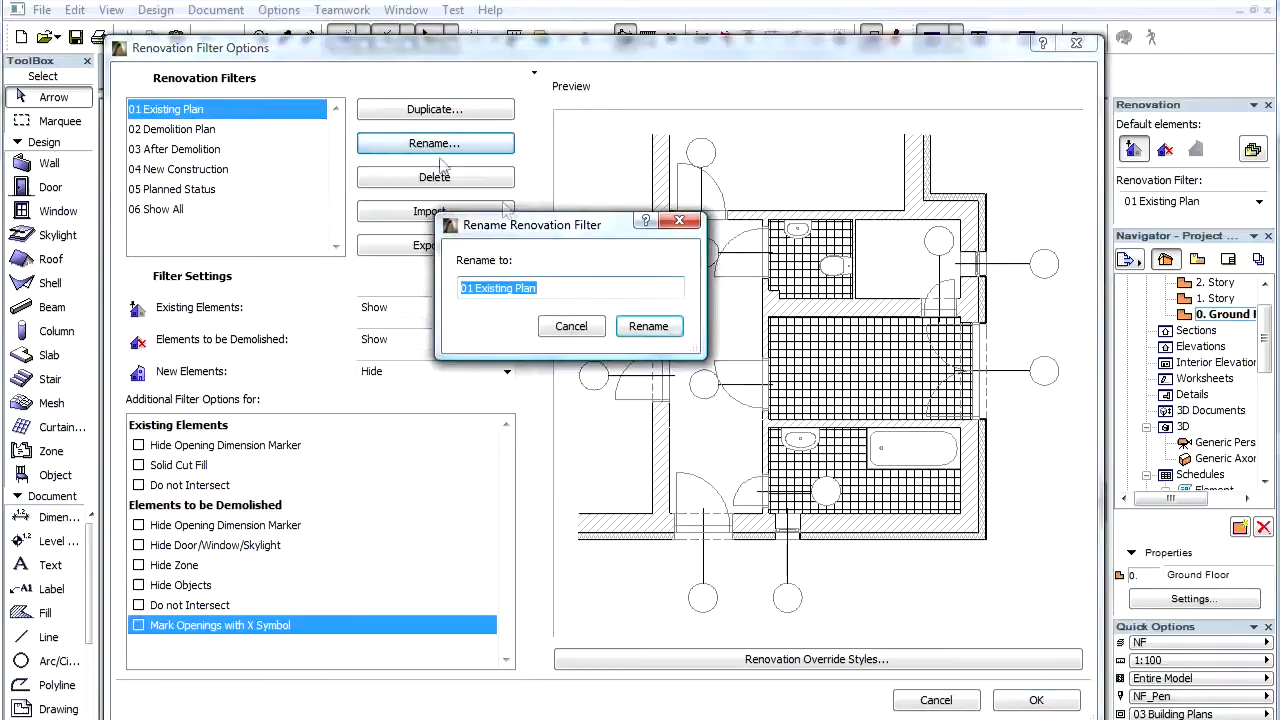 File Edit View Design Document Options Teamwork Window Test Help
ToolBox
Select
Arrow
Marquee
Design
Wall
Door
Window
Skylight
Roof
Shell
Beam
Column
Slab
Stair
Mesh
Curtain...
Zone
Object
Document
Dimen...
Level ...
Text
Label
Fill
Line
Arc/Ci...
Polyline
Drawing
Renovation Filter Options
Renovation Filters
01 Existing Plan
02 Demolition Plan
03 After Demolition
04 New Construction
05 Planned Status
06 Show All
Duplicate...
Rename...
Delete
Import
Expo
Filter Settings
Existing Elements: Show
Elements to be Demolished: Show
New Elements: Hide
Additional Filter Options for:
Existing Elements
Hide Opening Dimension Marker
Solid Cut Fill
Do not Intersect
Elements to be Demolished
Hide Opening Dimension Marker
Hide Door/Window/Skylight
Hide Zone
Hide Objects
Do not Intersect
Mark Openings with X Symbol
Rename Renovation Filter
Rename to:
01 Existing Plan
Cancel Rename
Preview
Renovation Override Styles...
Cancel OK
Renovation
Default elements:
Renovation Filter:
01 Existing Plan
Navigator - Project ...
2. Story
1. Story
0. Ground
Sections
Elevations
Interior Elevation
Worksheets
Details
3D Documents
3D
Generic Pers
Generic Axon
Schedules
Element
Properties
0. Ground Floor
Settings...
Quick Options
NF
1:100
Entire Model
NF_Pen
03 Building Plans